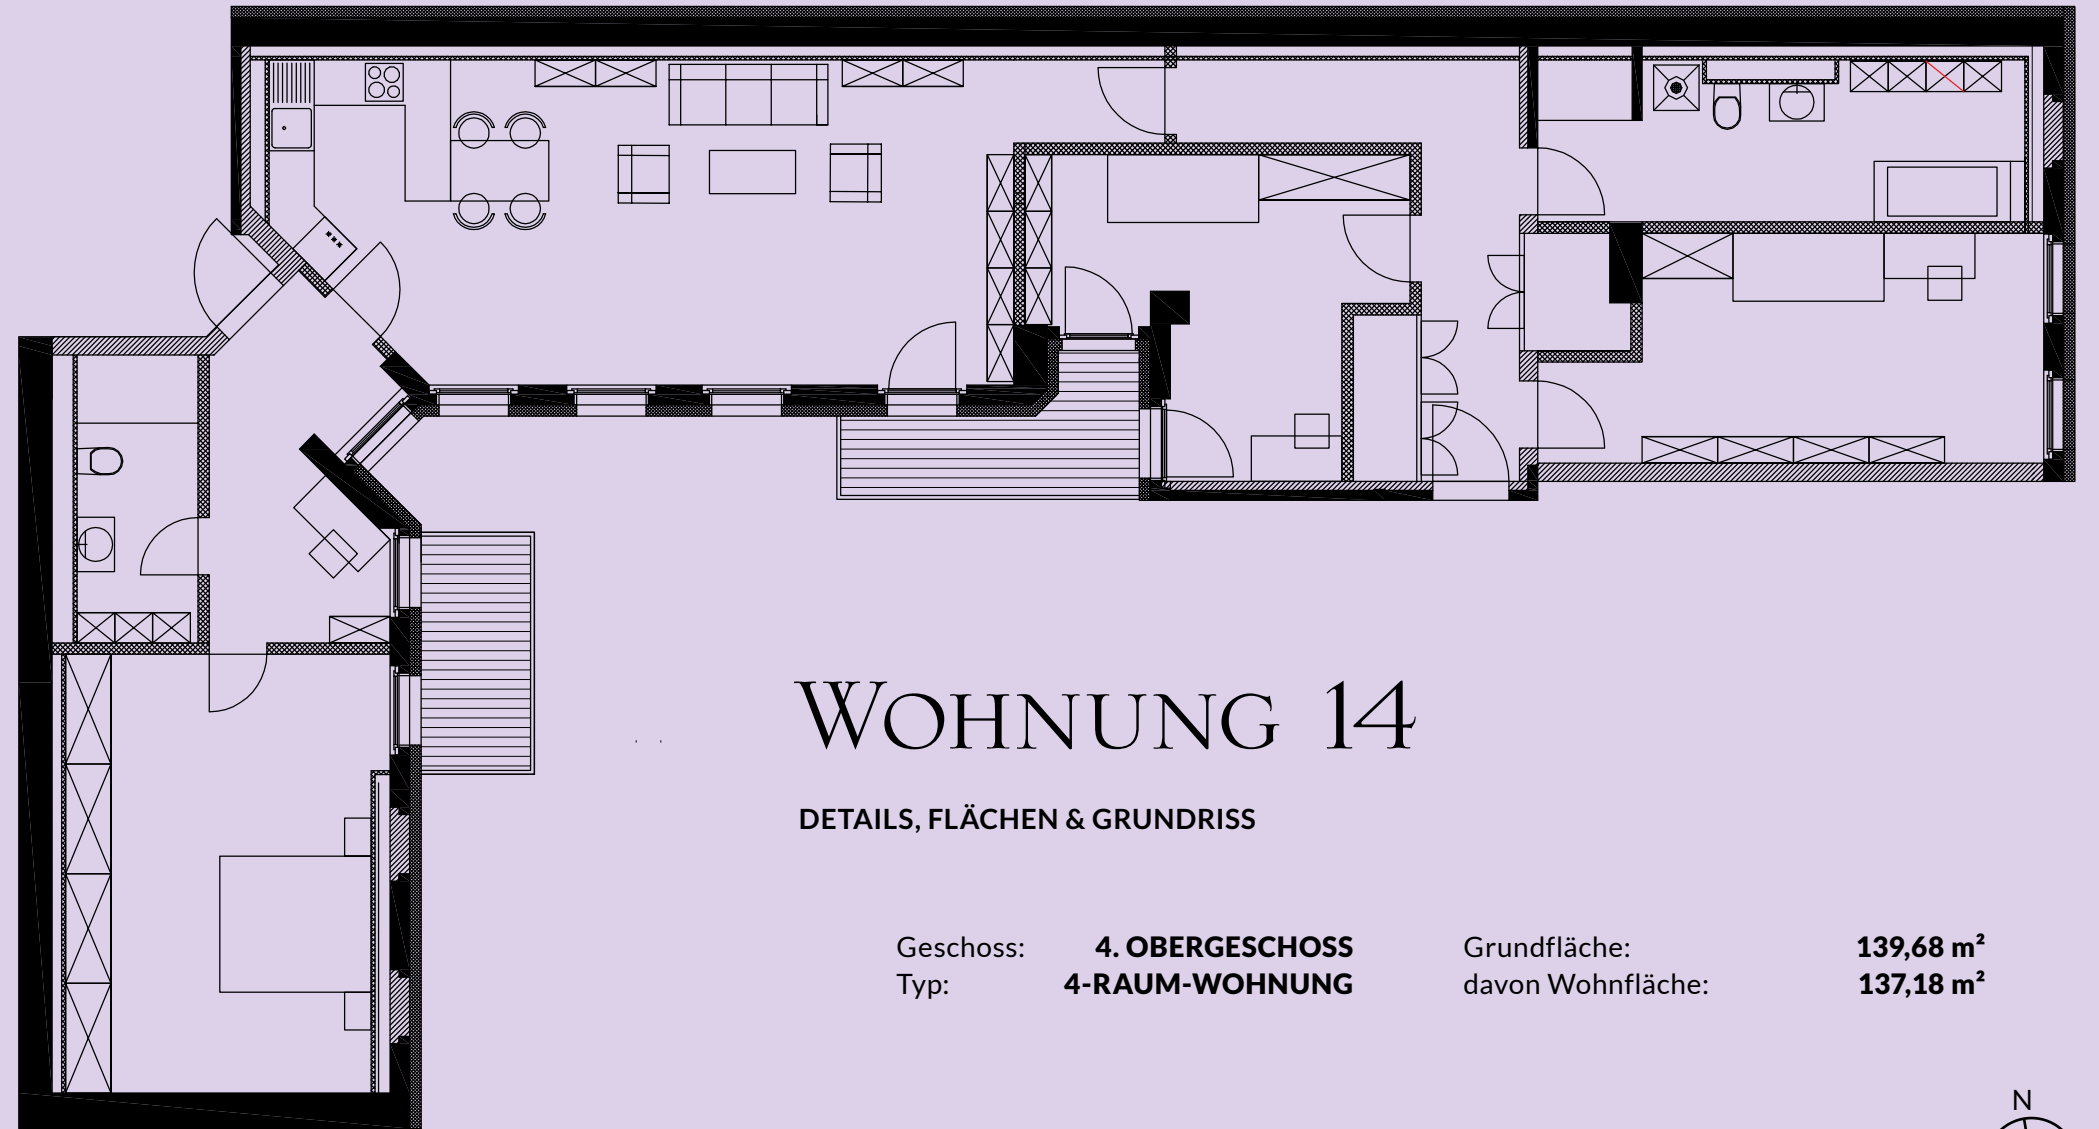 WOHNUNG 14
DETAILS, FLÄCHEN & GRUNDRISS
Geschoss: 4. OBERGESCHOSS Grundfläche: 139,68 m²
Typ: 4-RAUM-WOHNUNG davon Wohnfläche: 137,18 m²
N